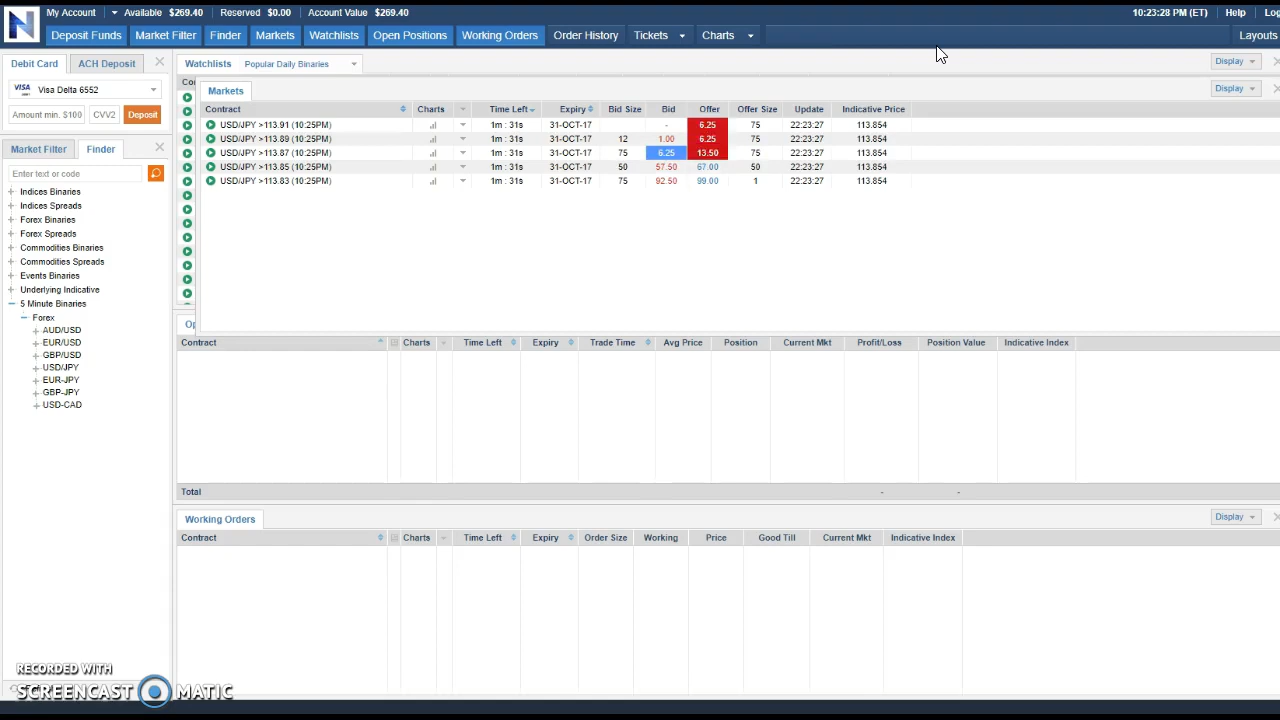 My Account Available $269.40 Reserved $0.00 Account Value $269.40 10:23:28 PM (ET) Help Log
Deposit Funds Market Filter Finder Markets Watchlists Open Positions Working Orders Order History Tickets Charts Layouts
Debit Card ACH Deposit
VISA Visa Delta 6552
Amount min. $100 CVV2 Deposit
Market Filter Finder
Enter text or code
Indices Binaries
Indices Spreads
Forex Binaries
Forex Spreads
Commodities Binaries
Commodities Spreads
Events Binaries
Underlying Indicative
5 Minute Binaries
Forex
AUD/USD
EUR/USD
GBP/USD
USD/JPY
EUR-JPY
GBP-JPY
USD-CAD
Watchlists Popular Daily Binaries Display
Markets Display
Contract Charts Time Left Expiry Bid Size Bid Offer Offer Size Update Indicative Price
USD/JPY >113.91 (10:25PM) 1m : 31s 31-OCT-17 - 6.25 75 22:23:27 113.854
USD/JPY >113.89 (10:25PM) 1m : 31s 31-OCT-17 12 1.00 6.25 75 22:23:27 113.854
USD/JPY >113.87 (10:25PM) 1m : 31s 31-OCT-17 75 6.25 13.50 75 22:23:27 113.854
USD/JPY >113.85 (10:25PM) 1m : 31s 31-OCT-17 50 57.50 67.00 50 22:23:27 113.854
USD/JPY >113.83 (10:25PM) 1m : 31s 31-OCT-17 75 92.50 99.00 1 22:23:27 113.854
Contract Charts Time Left Expiry Trade Time Avg Price Position Current Mkt Profit/Loss Position Value Indicative Index
Total - -
Working Orders Display
Contract Charts Time Left Expiry Order Size Working Price Good Till Current Mkt Indicative Index
RECORDED WITH
SCREENCAST MATIC